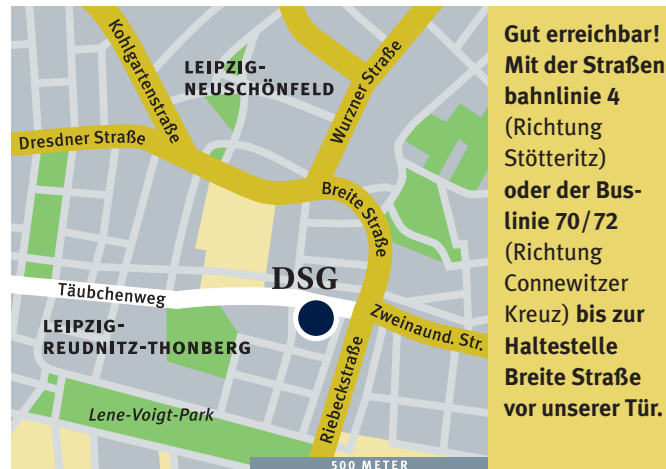 Kohlgartenstraße
LEIPZIG-
NEUSCHÖNFELD
Wurzner Straße
Dresdner Straße
Breite Straße
DSG
Täubchenweg
Zweinaund. Str.
LEIPZIG-
REUDNITZ-THONBERG
Riebeckstraße
Lene-Voigt-Park
500 METER
Gut erreichbar!
Mit der Straßen
bahnlinie 4
(Richtung
Stötteritz)
oder der Bus-
linie 70/72
(Richtung
Connewitzer
Kreuz) bis zur
Haltestelle
Breite Straße
vor unserer Tür.